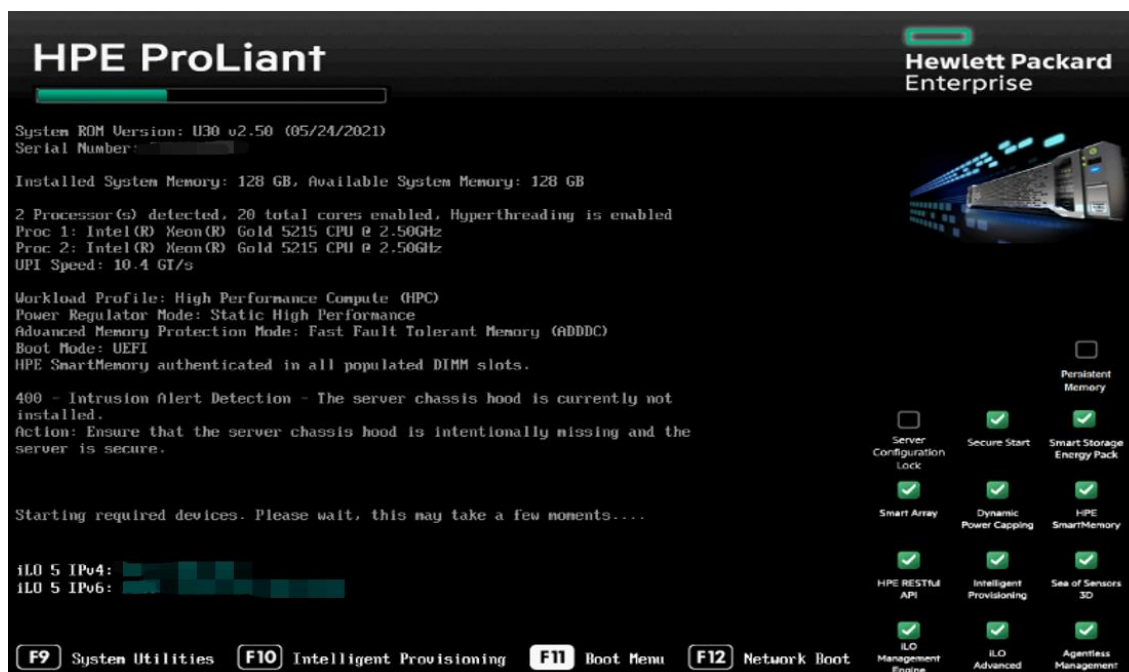 HPE ProLiant
Hewlett Packard
Enterprise
System ROM Version: U30 v2.50 (05/24/2021)
Serial Number:
Installed System Memory: 128 GB, Available System Memory: 128 GB
2 Processor(s) detected, 20 total cores enabled, Hyperthreading is enabled
Proc 1: Intel(R) Xeon(R) Gold 5215 CPU @ 2.50GHz
Proc 2: Intel(R) Xeon(R) Gold 5215 CPU @ 2.50GHz
UPI Speed: 10.4 GT/s
Workload Profile: High Performance Compute (HPC)
Power Regulator Mode: Static High Performance
Advanced Memory Protection Mode: Fast Fault Tolerant Memory (ADDDC)
Boot Mode: UEFI
HPE SmartMemory authenticated in all populated DIMM slots.
400 - Intrusion Alert Detection - The server chassis hood is currently not
installed.
Action: Ensure that the server chassis hood is intentionally missing and the
server is secure.
Starting required devices. Please wait, this may take a few moments....
iLO 5 IPv4:
iLO 5 IPv6:
Persistent
Memory
Server
Configuration
Lock
Secure Start
Smart Storage
Energy Pack
Smart Array
Dynamic
Power Capping
HPE
SmartMemory
HPE RESTful
API
Intelligent
Provisioning
Sea of Sensors
3D
iLO
Management
Engine
iLO
Advanced
Agentless
Management
F9 System Utilities F10 Intelligent Provisioning F11 Boot Menu F12 Network Boot